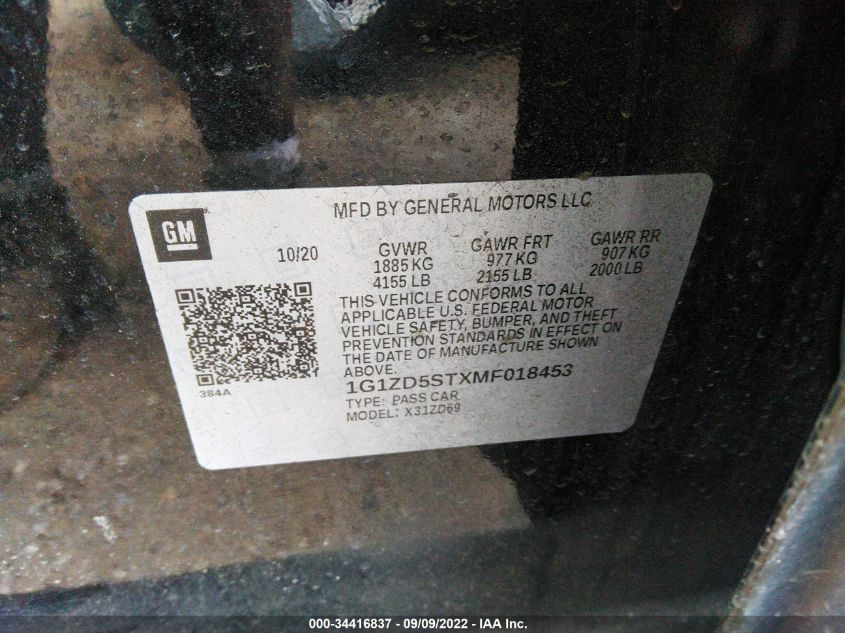 MFD BY GENERAL MOTORS LLC
GM
10/20
GVWR GAWR FRT GAWR RR
1885 KG 977 KG 907 KG
4155 LB 2155 LB 2000 LB
THIS VEHICLE CONFORMS TO ALL
APPLICABLE U.S. FEDERAL MOTOR
VEHICLE SAFETY, BUMPER, AND THEFT
PREVENTION STANDARDS IN EFFECT ON
THE DATE OF MANUFACTURE SHOWN
ABOVE.
384A
1G1ZD5STXMF018453
TYPE: PASS CAR
MODEL: X31ZD69
000-34416837 - 09/09/2022 - IAA Inc.